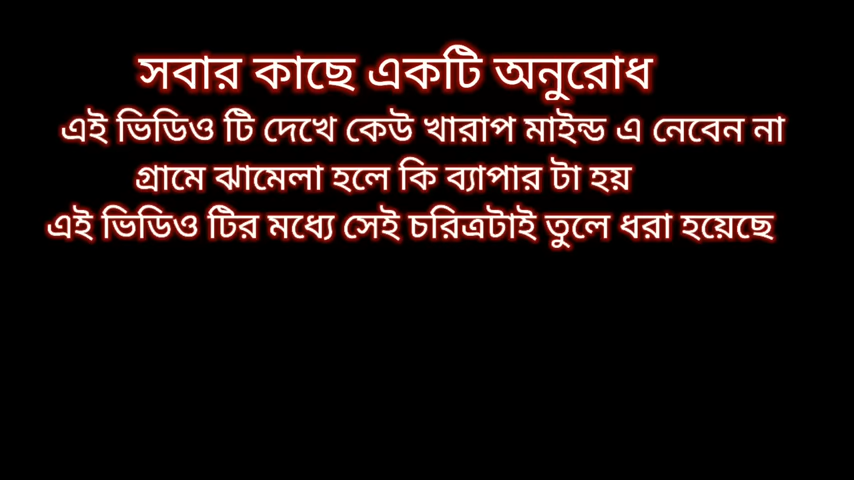 সবার কাছে একটি অনুরোধ
এই ভিডিও টি দেখে কেউ খারাপ মাইন্ড এ নেবেন না
গ্রামে ঝামেলা হলে কি ব্যাপার টা হয়
এই ভিডিও টির মধ্যে সেই চরিত্রটাই তুলে ধরা হয়েছে